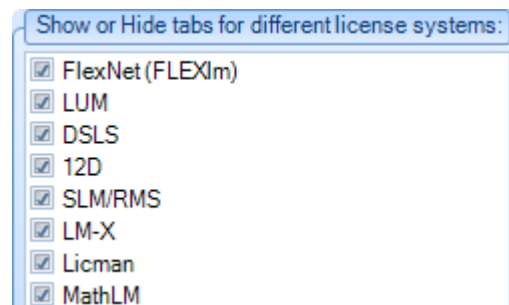 Show or Hide tabs for different license systems:
FlexNet (FLEXlm)
LUM
DSLS
12D
SLM/RMS
LM-X
Licman
MathLM